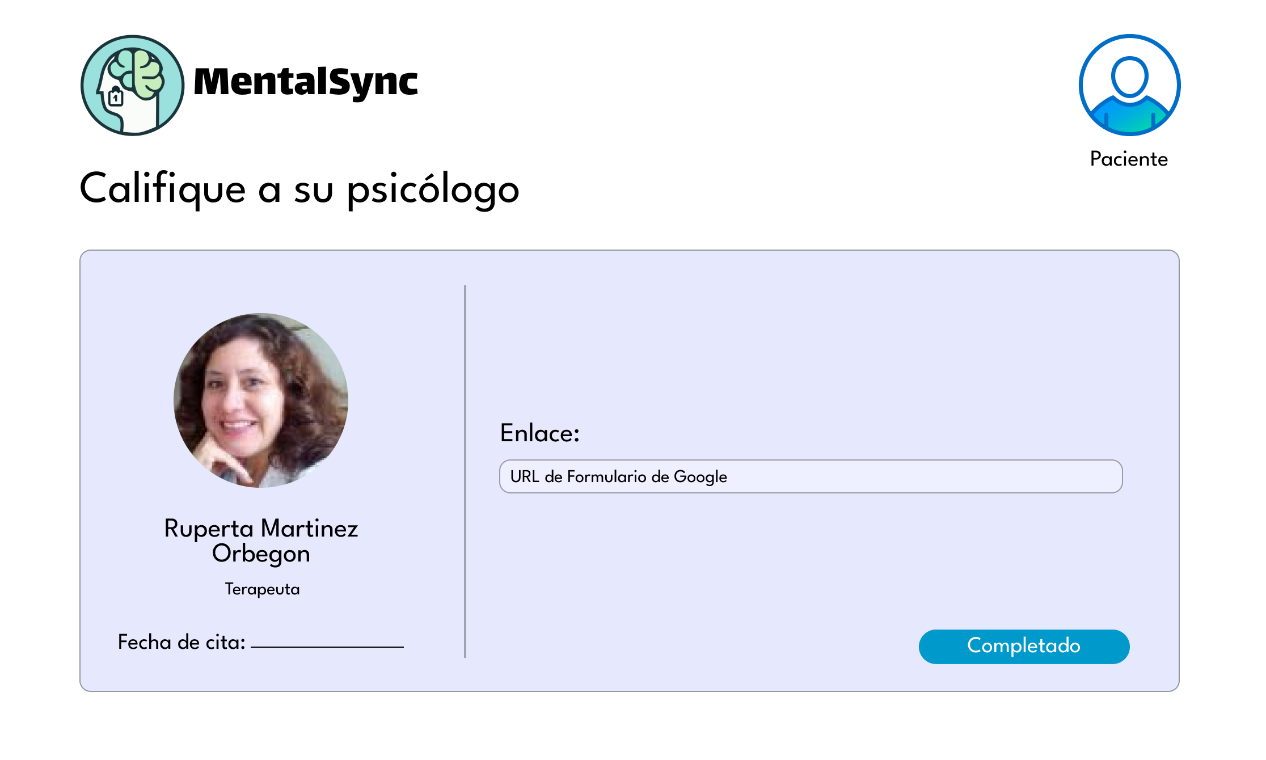 MentalSync
Paciente
Califique a su psicólogo
Ruperta Martinez
Orbegon
Terapeuta
Fecha de cita:
Enlace:
URL de Formulario de Google
Completado